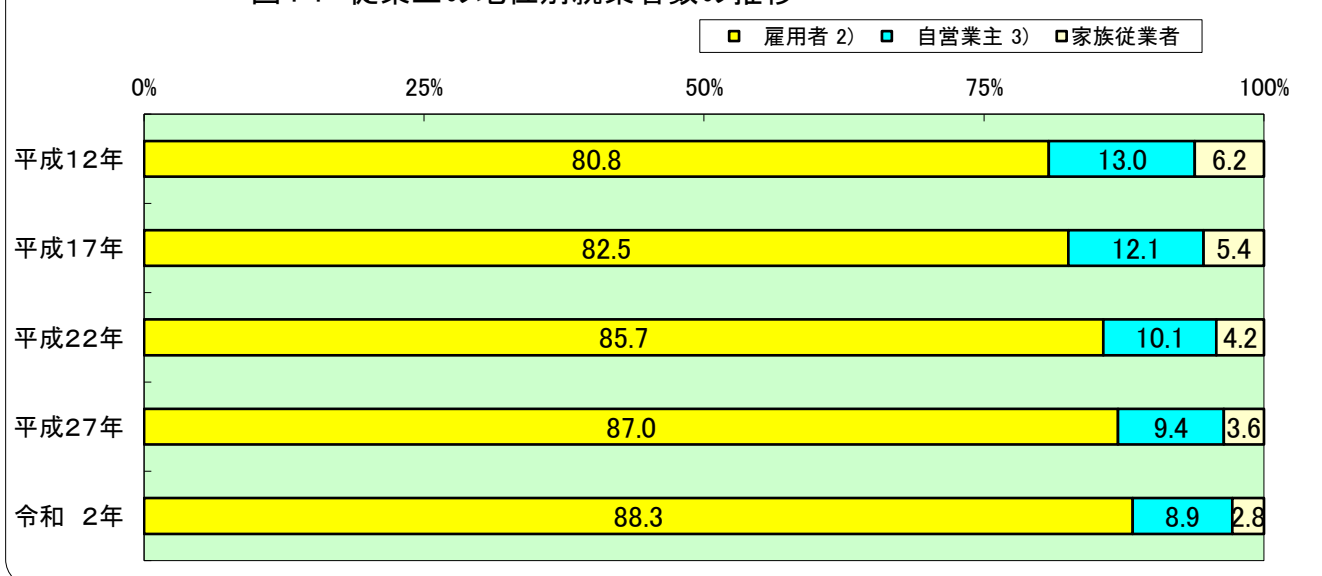 雇用者 2) 自営業主 3) 家族従業者
0% 25% 50% 75% 100%
平成12年 80.8 13.0 6.2
平成17年 82.5 12.1 5.4
平成22年 85.7 10.1 4.2
平成27年 87.0 9.4 3.6
令和 2年 88.3 8.9 2.8